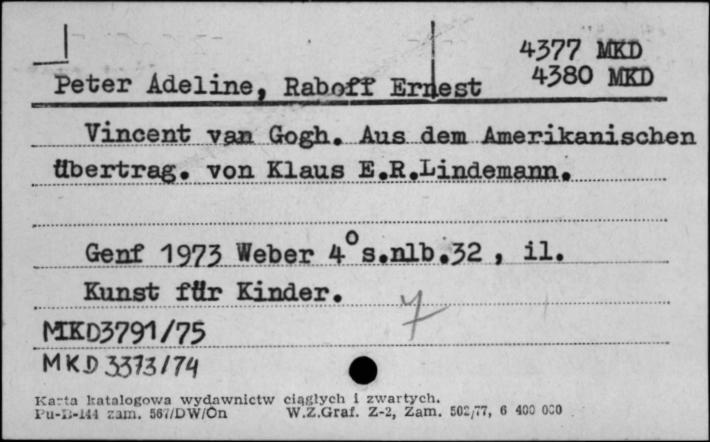 4377 MKD
4380 MKD
Peter Adeline, Raboff Ernest
Vincent van Gogh. Aus dem Amerikanischen
übertrag. von Klaus E.R.Lindemann.
Genf 1973 Weber 4° s.nlb.32 , il.
Kunst für Kinder.
7
MKD3791/75
MKD 3373/74
Karta katalogowa wydawnictw ciągłych i zwartych.
Pu-B-144 zam. 567/DW/On W.Z.Graf. Z-2, Zam. 502/77, 6 400 000